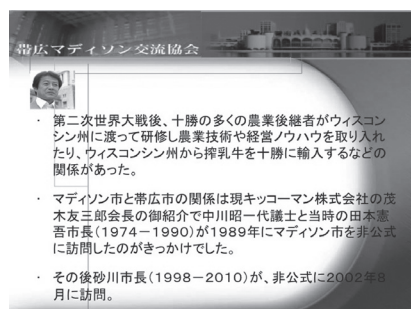 帯広マディソン交流協会
・ 第二次世界大戦後、十勝の多くの農業後継者がウィスコン
シン州に渡って研修し農業技術や経営ノウハウを取り入れ
たり、ウィスコンシン州から搾乳牛を十勝に輸入するなどの
関係があった。
・ マディソン市と帯広市の関係は現キッコーマン株式会社の茂
木友三郎会長の御紹介で中川昭一代議士と当時の田本憲
吾市長(1974-1990)が1989年にマディソン市を非公式
に訪問したのがきっかけでした。
・ その後砂川市長(1998-2010)が、非公式に2002年8
月に訪問。